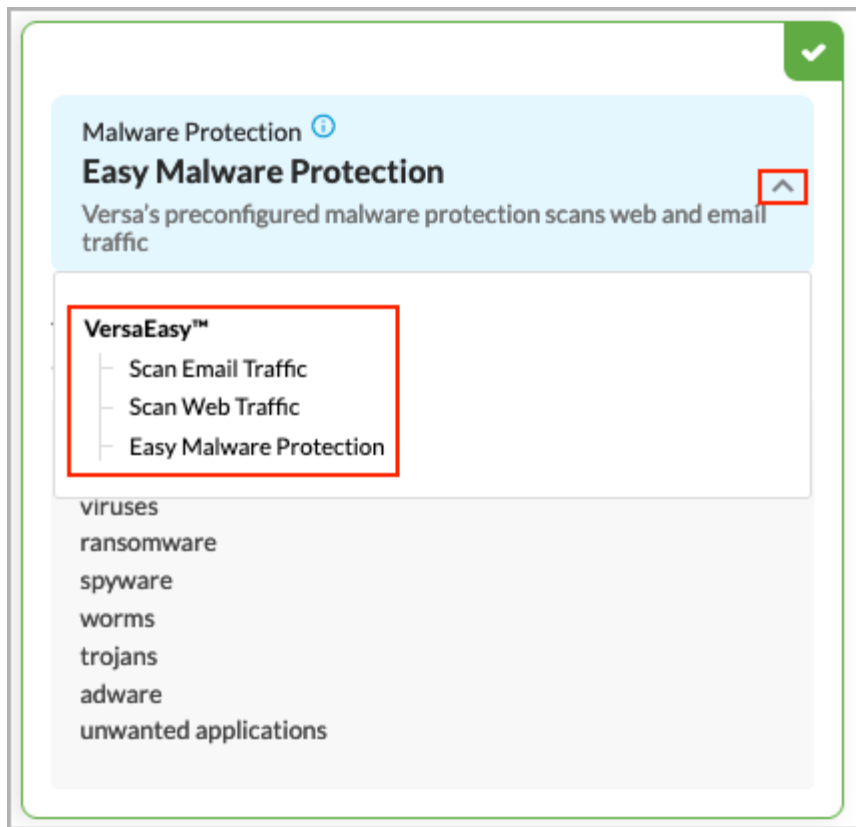 Malware Protection
Easy Malware Protection
Versa's preconfigured malware protection scans web and email
traffic
VersaEasy™
Scan Email Traffic
Scan Web Traffic
Easy Malware Protection
viruses
ransomware
spyware
worms
trojans
adware
unwanted applications